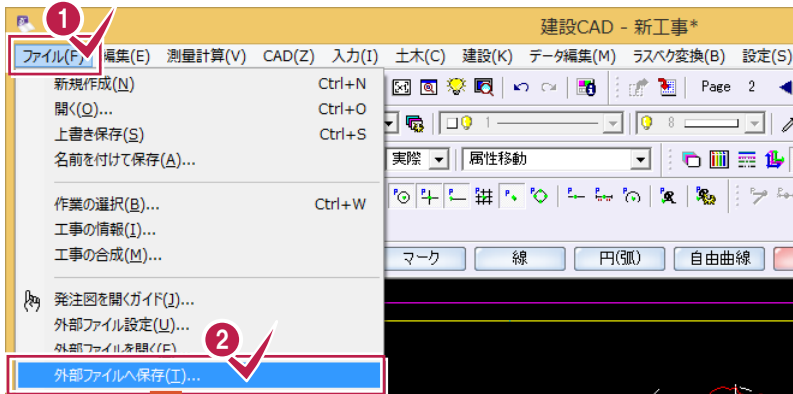 1
建設CAD - 新工事*
ファイル(F) 編集(E) 測量計算(V) CAD(Z) 入力(I) 土木(C) 建設(K) データ編集(M) ラスベク変換(B) 設定(S)
新規作成(N) Ctrl+N
Page 2
開く(O)... Ctrl+O
上書き保存(S) Ctrl+S
1
8
名前を付けて保存(A)...
実際 属性移動
作業の選択(B)... Ctrl+W
工事の情報(I)...
工事の合成(M)...
マーク 線 円(弧) 自由曲線
発注図を開くガイド(J)...
外部ファイル設定(U)...
外部ファイルを開く(F)
2
外部ファイルへ保存(T)...